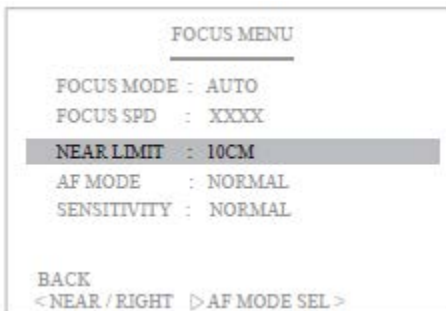 FOCUS MENU
FOCUS MODE : AUTO
FOCUS SPD : XXXX
NEAR LIMIT : 10CM
AF MODE : NORMAL
SENSITIVITY : NORMAL
BACK
< NEAR / RIGHT ▷ AF MODE SEL >